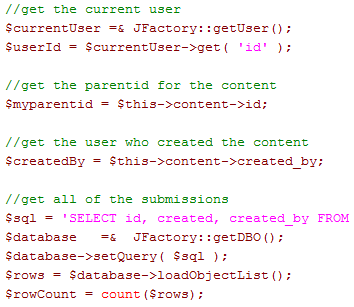 //get the current user
$currentUser =& JFactory::getUser();
$userId = $currentUser->get( 'id' );
//get the parentid for the content
$myparentid = $this->content->id;
//get the user who created the content
$createdBy = $this->content->created_by;
//get all of the submissions
$sql = 'SELECT id, created, created_by FROM
$database   =&  JFactory::getDBO();
$database->setQuery( $sql );
$rows = $database->loadObjectList();
$rowCount = count($rows);